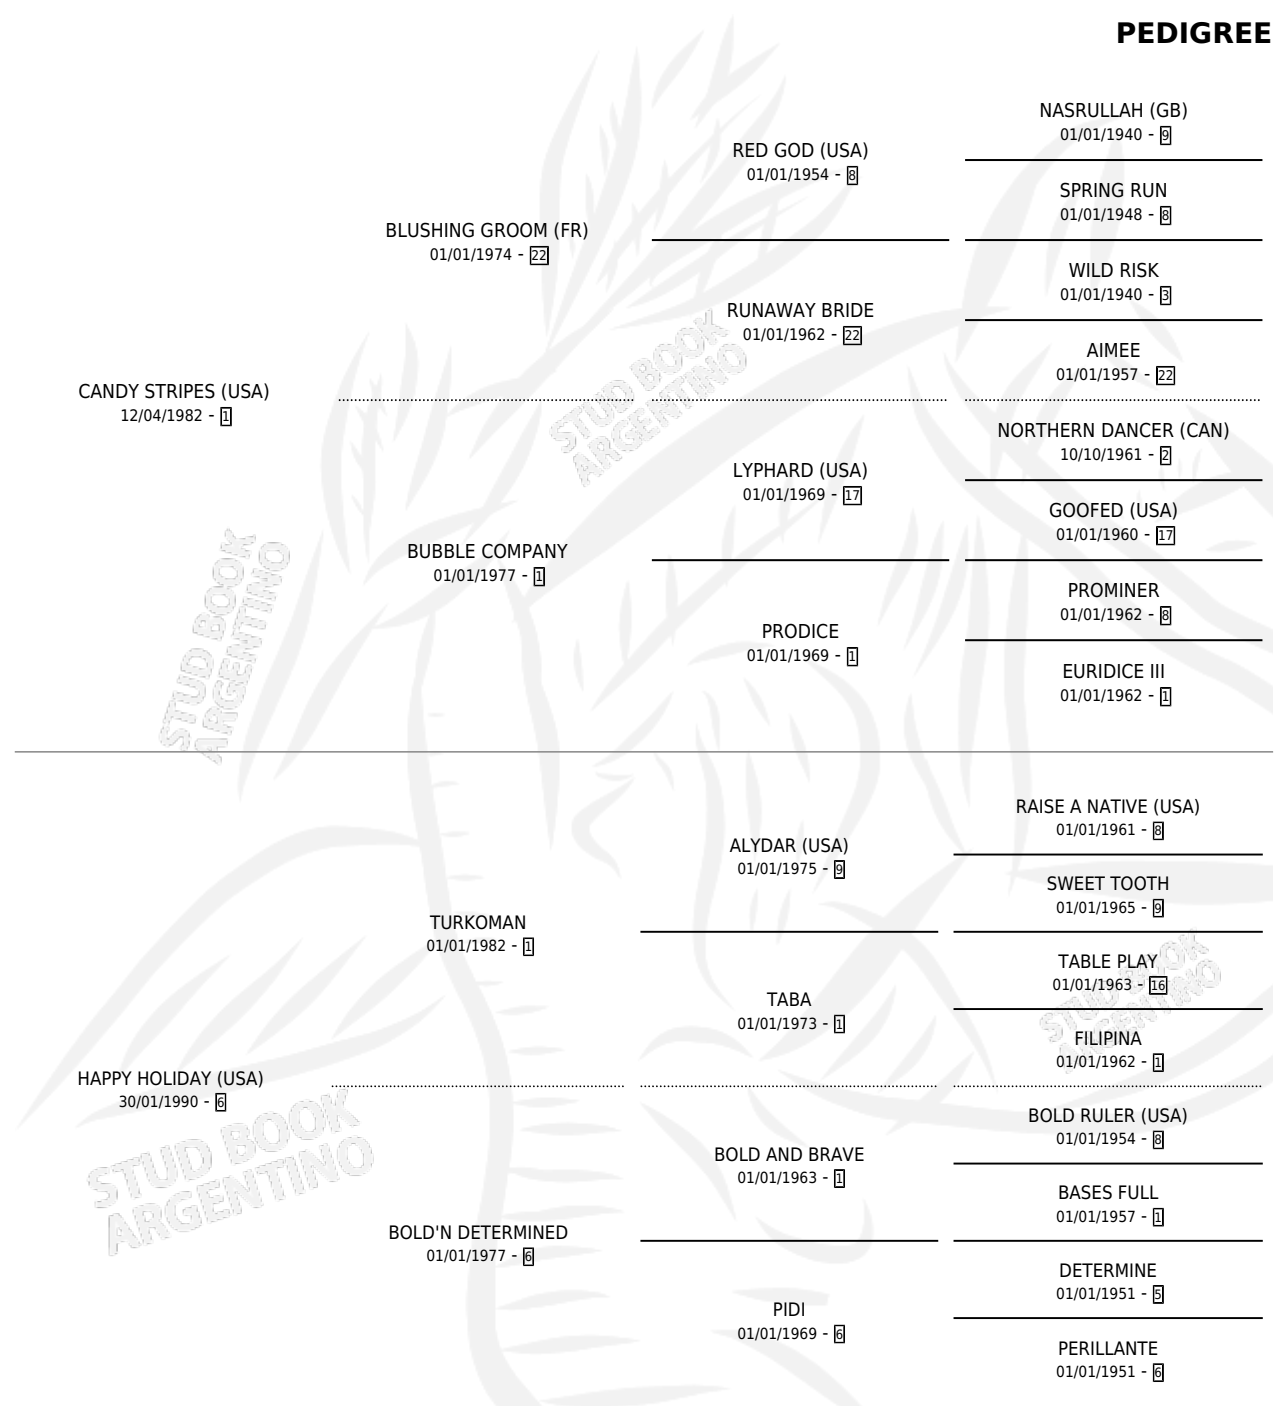 PEDIGREE
NASRULLAH (GB)
01/01/1940 - 9
RED GOD (USA)
01/01/1954 - 8
SPRING RUN
01/01/1948 - 8
BLUSHING GROOM (FR)
01/01/1974 - 22
WILD RISK
01/01/1940 - 3
RUNAWAY BRIDE
01/01/1962 - 22
AIMEE
01/01/1957 - 22
CANDY STRIPES (USA)
12/04/1982 - 1
NORTHERN DANCER (CAN)
10/10/1961 - 2
LYPHARD (USA)
01/01/1969 - 17
GOOFED (USA)
01/01/1960 - 17
BUBBLE COMPANY
01/01/1977 - 1
PROMINER
01/01/1962 - 8
PRODICE
01/01/1969 - 1
EURIDICE III
01/01/1962 - 1
STUD BOOK
ARGENTINO
STUD BOOK
ARGENTINO
RAISE A NATIVE (USA)
01/01/1961 - 8
ALYDAR (USA)
01/01/1975 - 9
SWEET TOOTH
01/01/1965 - 9
TURKOMAN
01/01/1982 - 1
TABLE PLAY
01/01/1963 - 16
TABA
01/01/1973 - 1
FILIPINA
01/01/1962 - 1
HAPPY HOLIDAY (USA)
30/01/1990 - 6
BOLD RULER (USA)
01/01/1954 - 8
BOLD AND BRAVE
01/01/1963 - 1
BASES FULL
01/01/1957 - 1
BOLD'N DETERMINED
01/01/1977 - 6
DETERMINE
01/01/1951 - 5
PIDI
01/01/1969 - 6
PERILLANTE
01/01/1951 - 6
STUD BOOK
ARGENTINO
STUD BOOK
ARGENTINO